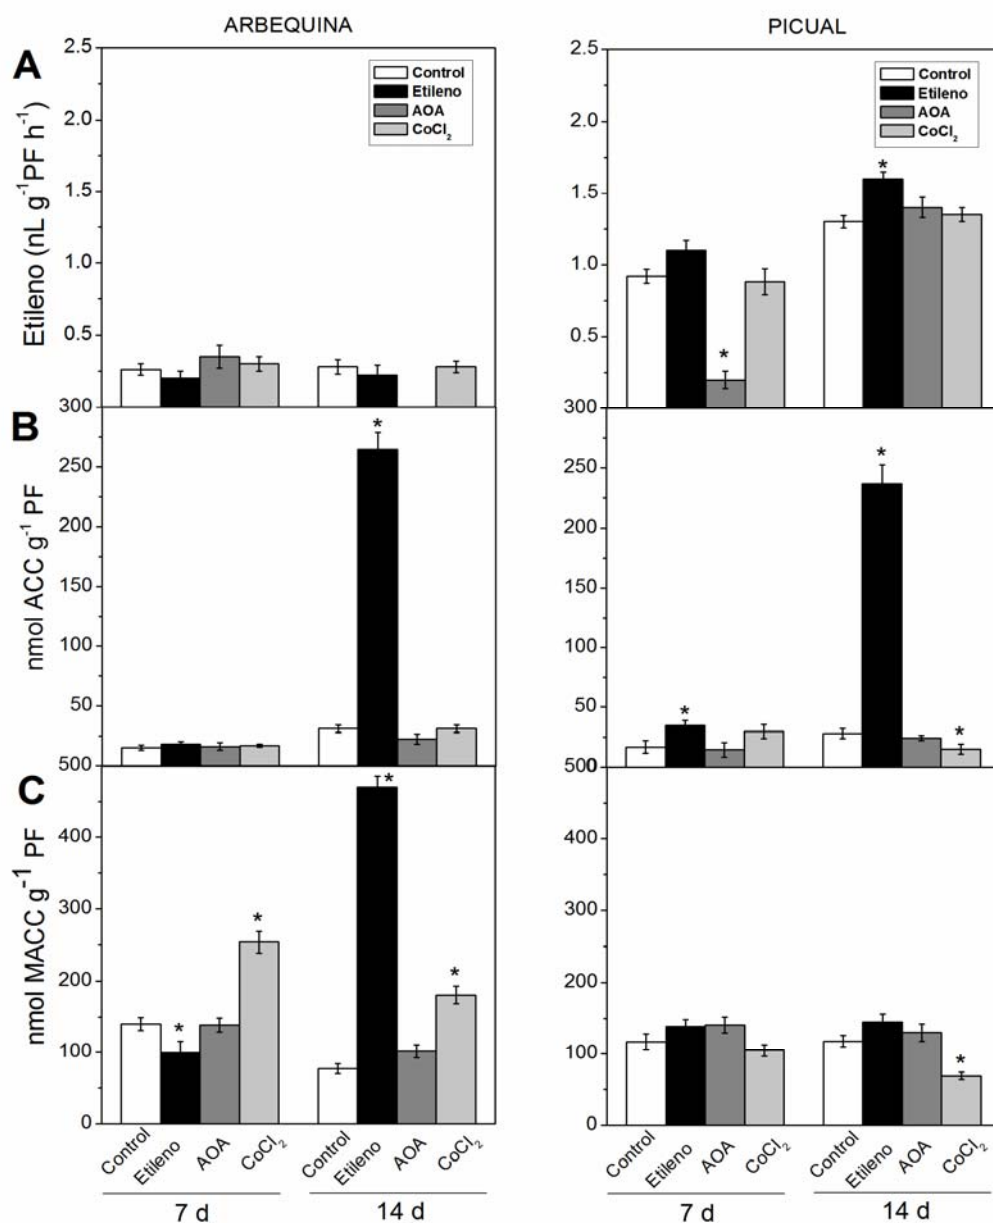 ARBEQUINA
PICUAL
A
Etileno (nL g⁻¹PF h⁻¹)
2.5
2.0
1.5
1.0
0.5
300
Control
Etileno
AOA
CoCl₂
2.5
2.0
1.5
1.0
0.5
300
Control
Etileno
AOA
CoCl₂
*
*
B
nmol ACC g⁻¹ PF
250
200
150
100
50
500
*
250
200
150
100
50
500
0
*
*
*
C
nmol MACC g⁻¹ PF
400
300
250
150
100
0
*
*
*
*
400
300
200
150
100
0
*
Control
Etileno
AOA
CoCl₂
Control
Etileno
AOA
CoCl₂
7 d
14 d
Control
Etileno
AOA
CoCl₂
Control
Etileno
AOA
CoCl₂
7 d
14 d